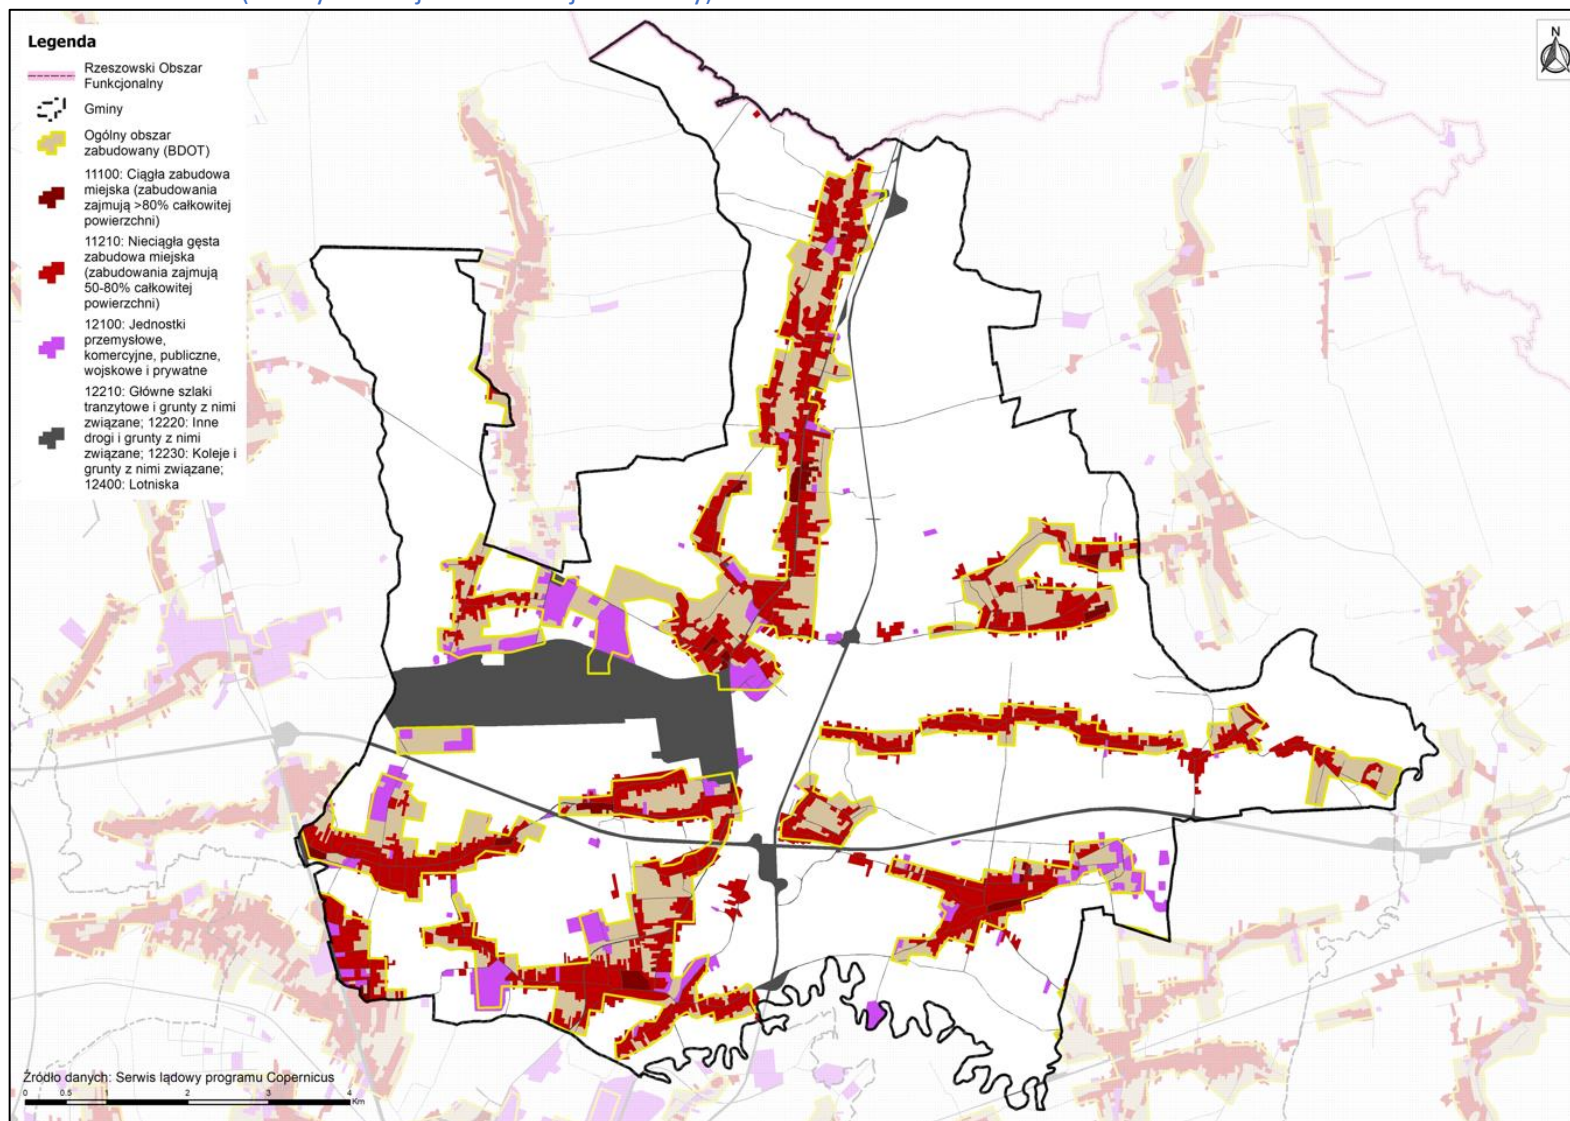 Legenda
Rzeszowski Obszar
Funkcjonalny
Gminy
Ogólny obszar
zabudowany (BDOT)
11100: Ciągła zabudowa
miejska (zabudowania
zajmują >80% całkowitej
powierzchni)
11210: Nieciągła gęsta
zabudowa miejska
(zabudowania zajmują
50-80% całkowitej
powierzchni)
12100: Jednostki
przemysłowe,
komercyjne, publiczne,
wojskowe i prywatne
12210: Główne szlaki
tranzytowe i grunty z nimi
związane; 12220: Inne
drogi i grunty z nimi
związane; 12230: Koleje i
grunty z nimi związane;
12400: Lotniska
N
Źródło danych: Serwis lądowy programu Copernicus
0 0.5 1 2 3 4
Km